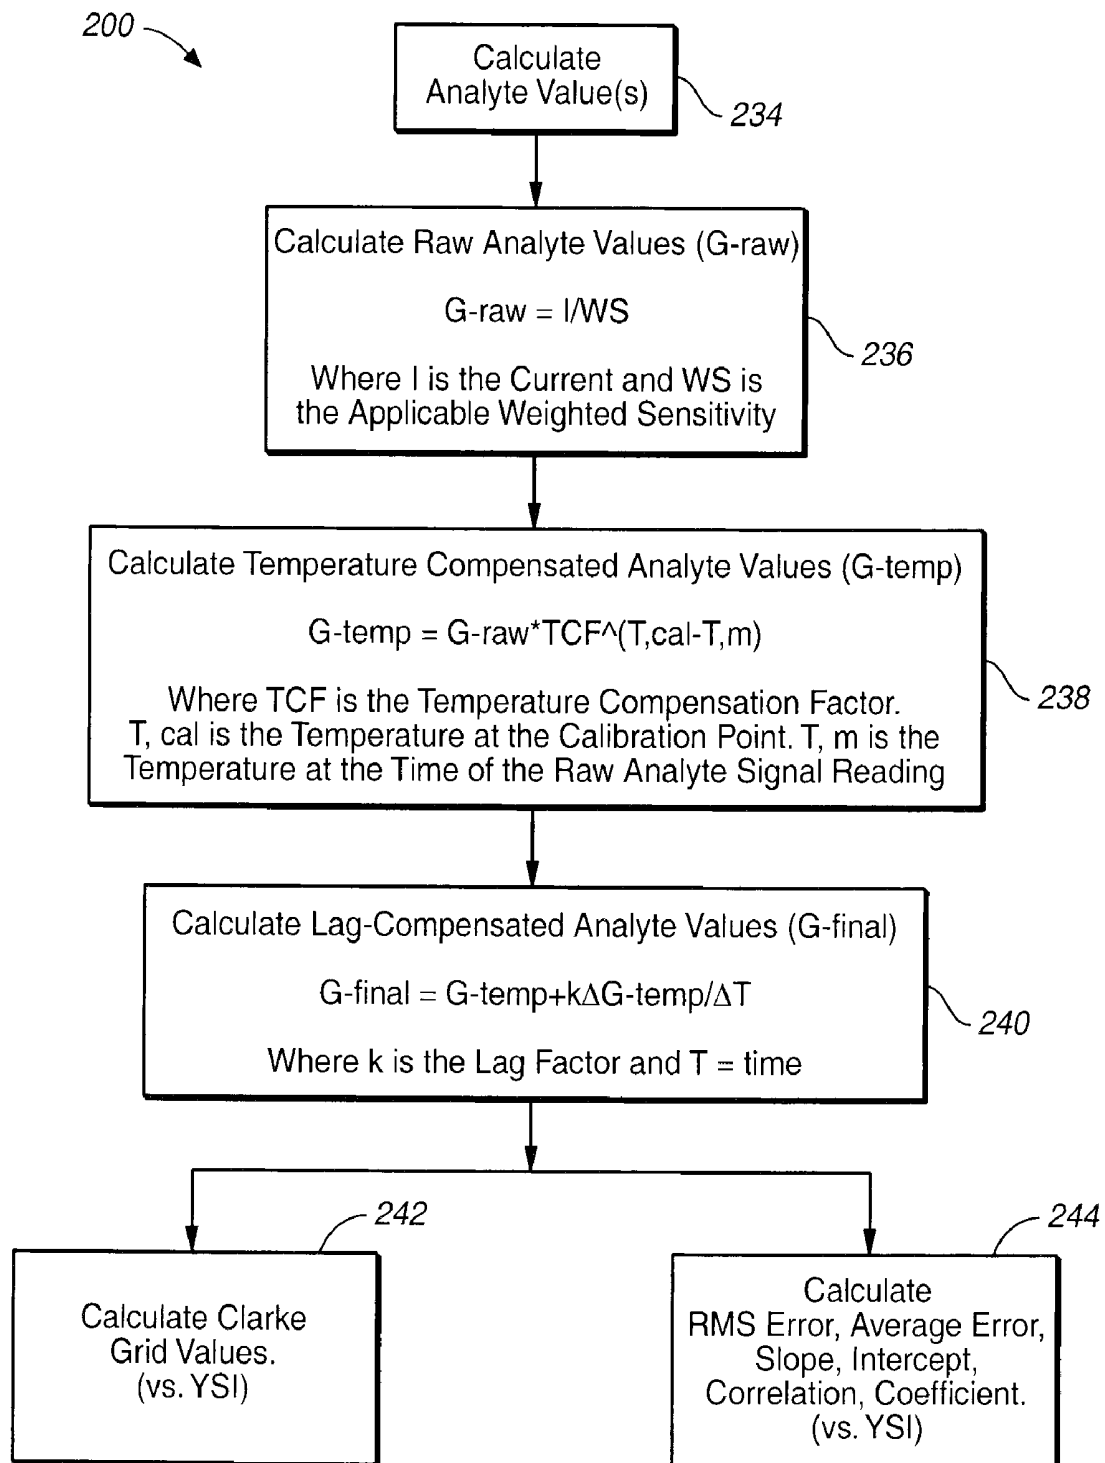 200
Calculate
Analyte Value(s)
234
Calculate Raw Analyte Values (G-raw)
G-raw = I/WS
Where I is the Current and WS is
the Applicable Weighted Sensitivity
236
Calculate Temperature Compensated Analyte Values (G-temp)
G-temp = G-raw*TCF^(T,cal-T,m)
Where TCF is the Temperature Compensation Factor.
T, cal is the Temperature at the Calibration Point. T, m is the
Temperature at the Time of the Raw Analyte Signal Reading
238
Calculate Lag-Compensated Analyte Values (G-final)
G-final = G-temp+kΔG-temp/ΔT
Where k is the Lag Factor and T = time
240
242
Calculate Clarke
Grid Values.
(vs. YSI)
244
Calculate
RMS Error, Average Error,
Slope, Intercept,
Correlation, Coefficient.
(vs. YSI)